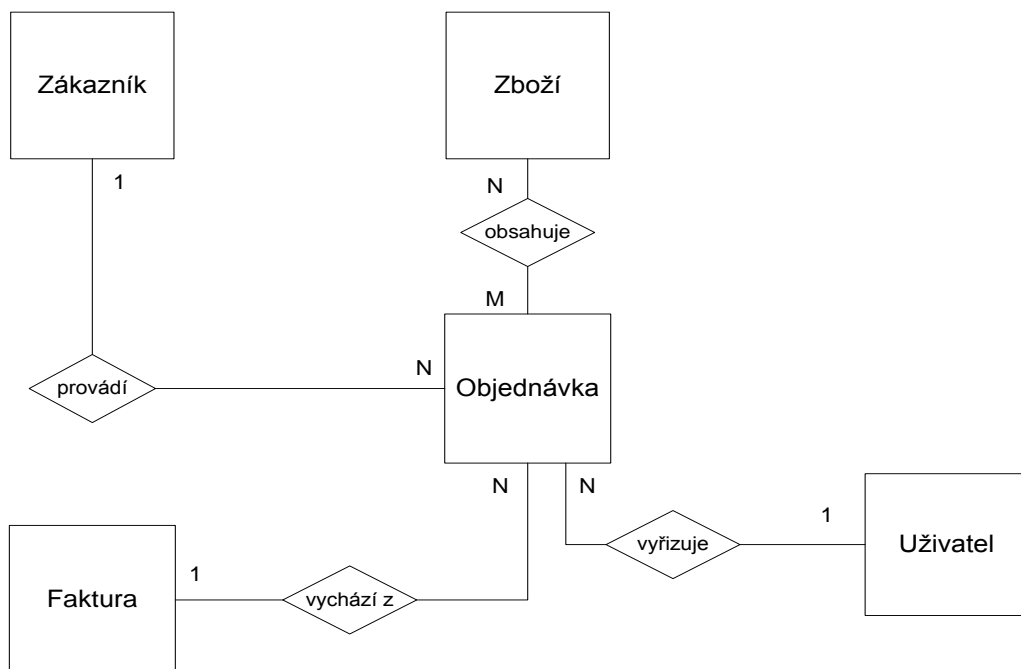 Zákazník
Zboží
1
N
obsahuje
M
N
provádí
Objednávka
N
N
1
1
vyřizuje
Uživatel
Faktura
vychází z